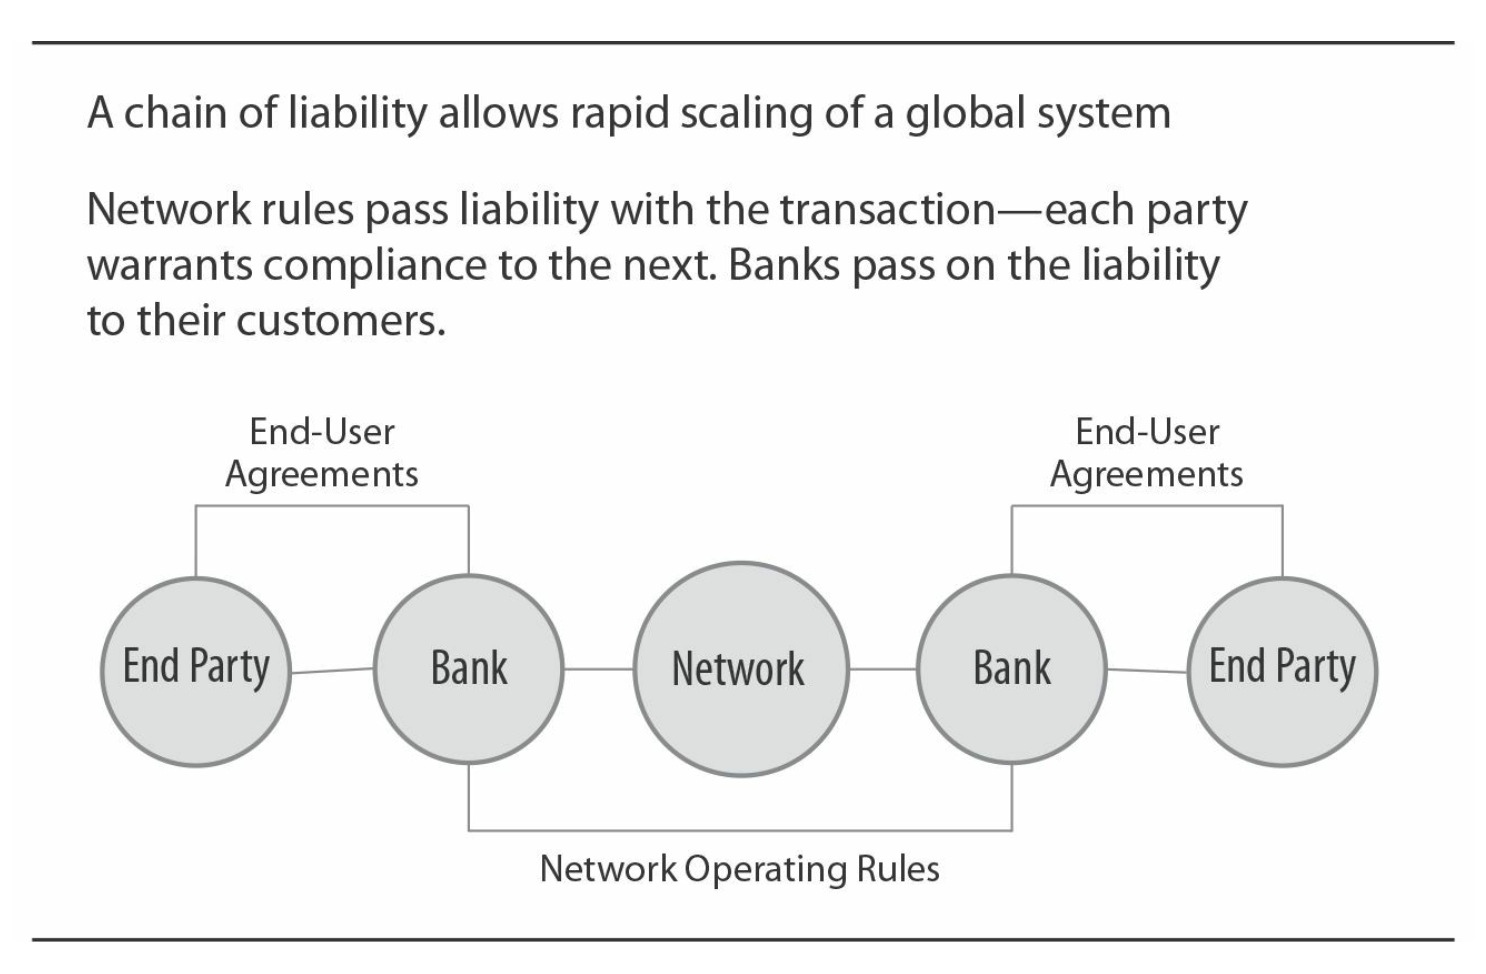 A chain of liability allows rapid scaling of a global system
Network rules pass liability with the transaction—each party
warrants compliance to the next. Banks pass on the liability
to their customers.
End-User
Agreements
End-User
Agreements
End Party
Bank
Network
Bank
End Party
Network Operating Rules